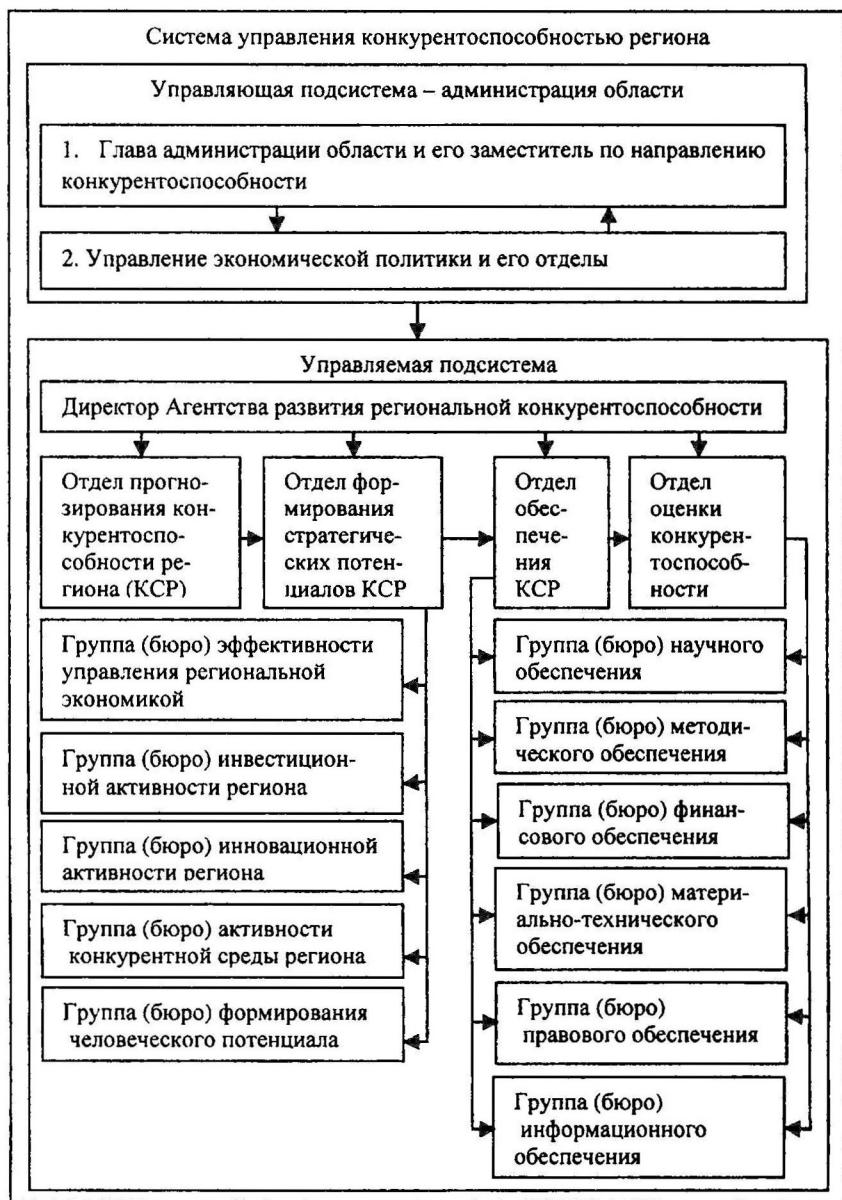 Система управления конкурентоспособностью региона
Управляющая подсистема – администрация области
1. Глава администрации области и его заместитель по направлению
конкурентоспособности
2. Управление экономической политики и его отделы
Управляемая подсистема
Директор Агентства развития региональной конкурентоспособности
Отдел прогно-
зирования кон-
курентоспо-
собности ре-
гиона (КСР)
Отдел фор-
мирования
стратегиче-
ских потен-
циалов КСР
Отдел
обес-
пече-
ния
КСР
Отдел
оценки
конкурен-
тоспособ-
ности
Группа (бюро) эффективности
управления региональной
экономикой
Группа (бюро) инвестицион-
ной активности региона
Группа (бюро) инновационной
активности региона
Группа (бюро) активности
конкурентной среды региона
Группа (бюро) формирования
человеческого потенциала
Группа (бюро) научного
обеспечения
Группа (бюро) методи-
ческого обеспечения
Группа (бюро) финан-
сового обеспечения
Группа (бюро) матери-
ально-технического
обеспечения
Группа (бюро)
правового обеспечения
Группа (бюро)
информационного
обеспечения